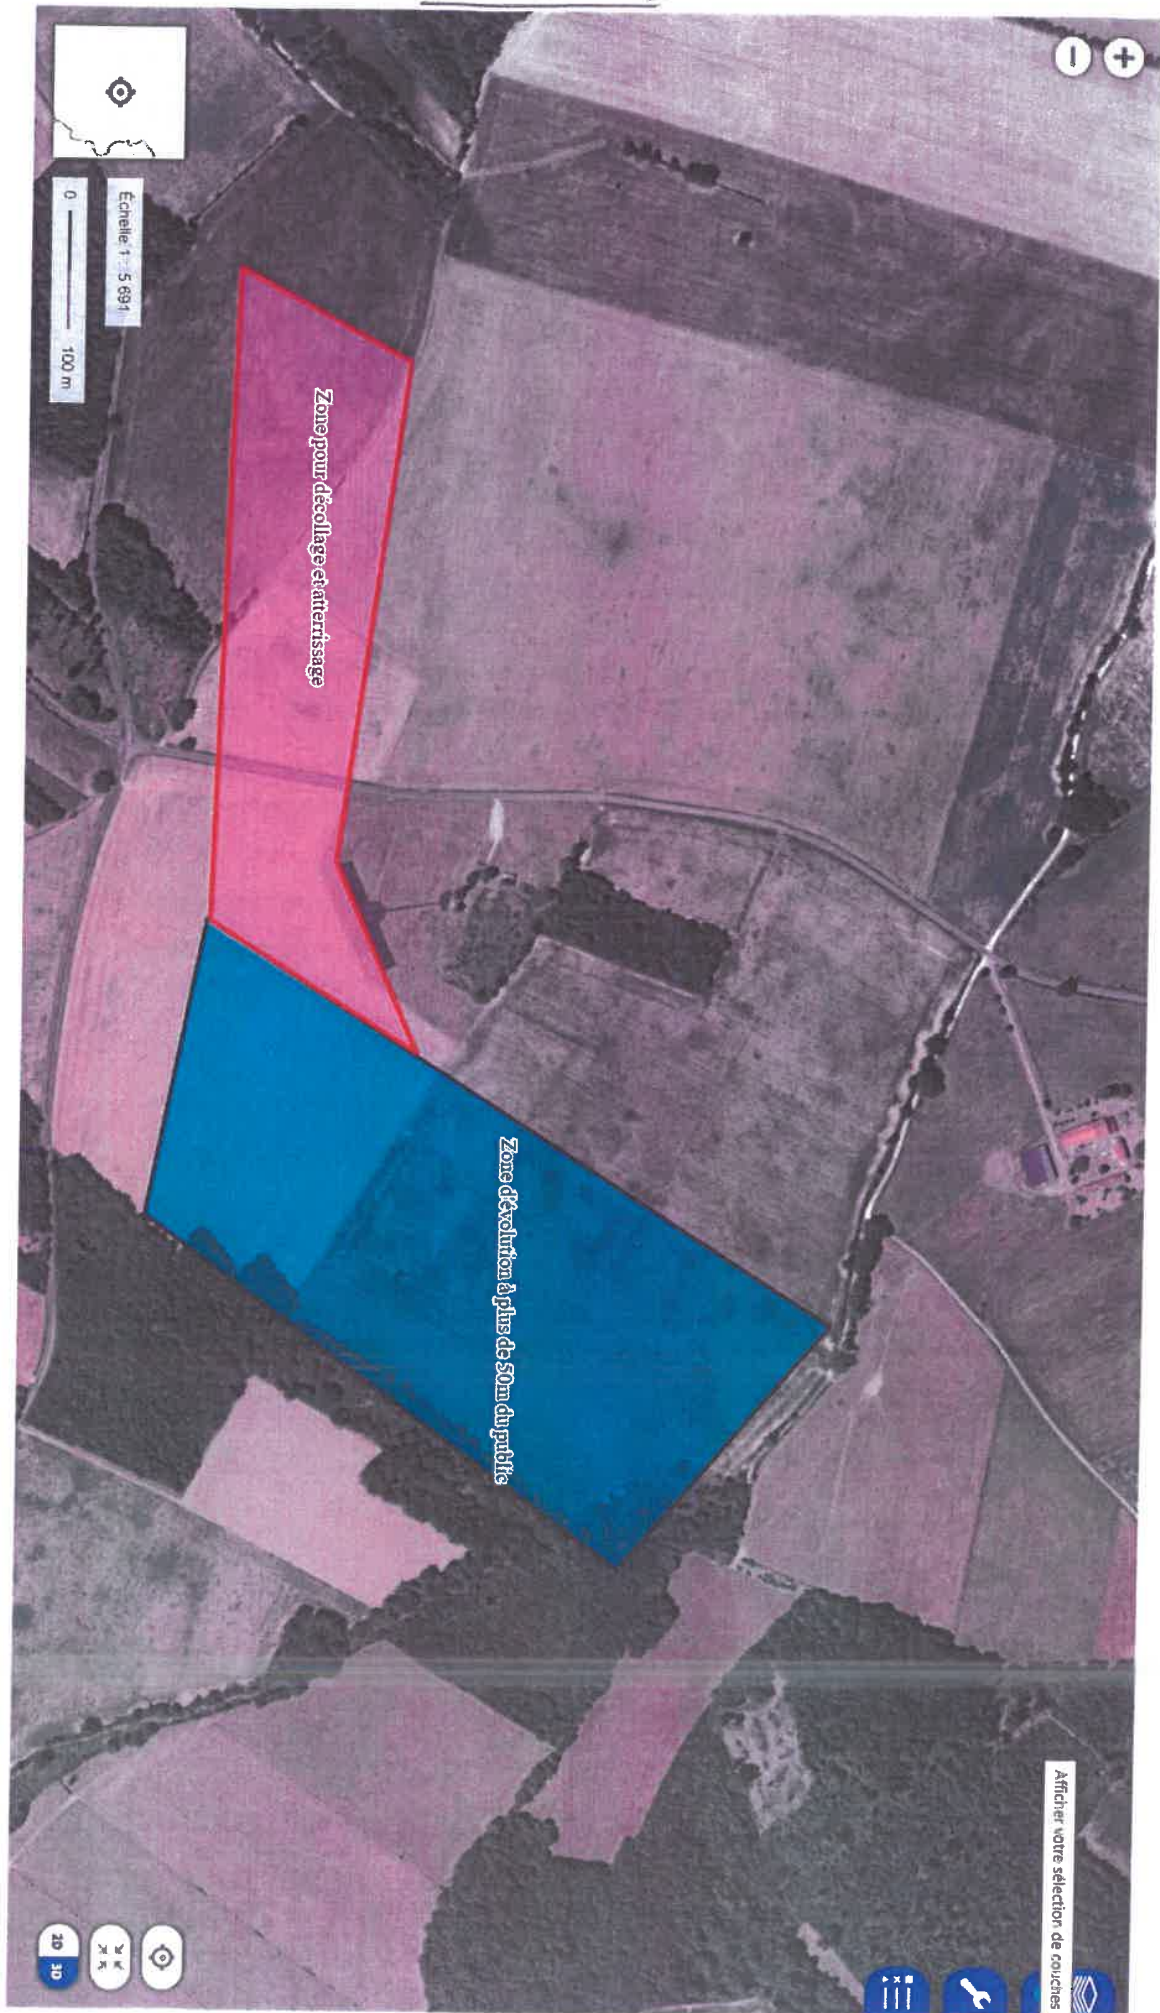 Afficher votre sélection de couches
Zone d'évolution à plus de 50m du public
Zone pour décollage et atterrissage
Échelle 1 : 5 691
0 100 m
2D 3D